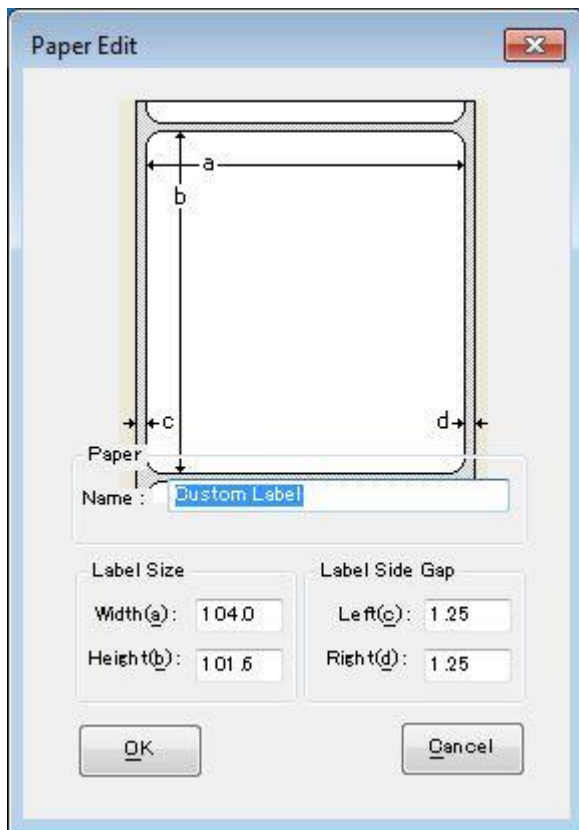 Paper Edit
a
b
c
d
Paper
Name :
Custom Label
Label Size
Label Side Gap
Width(a):
104.0
Left(c):
1.25
Height(b):
101.6
Right(d):
1.25
OK
Cancel